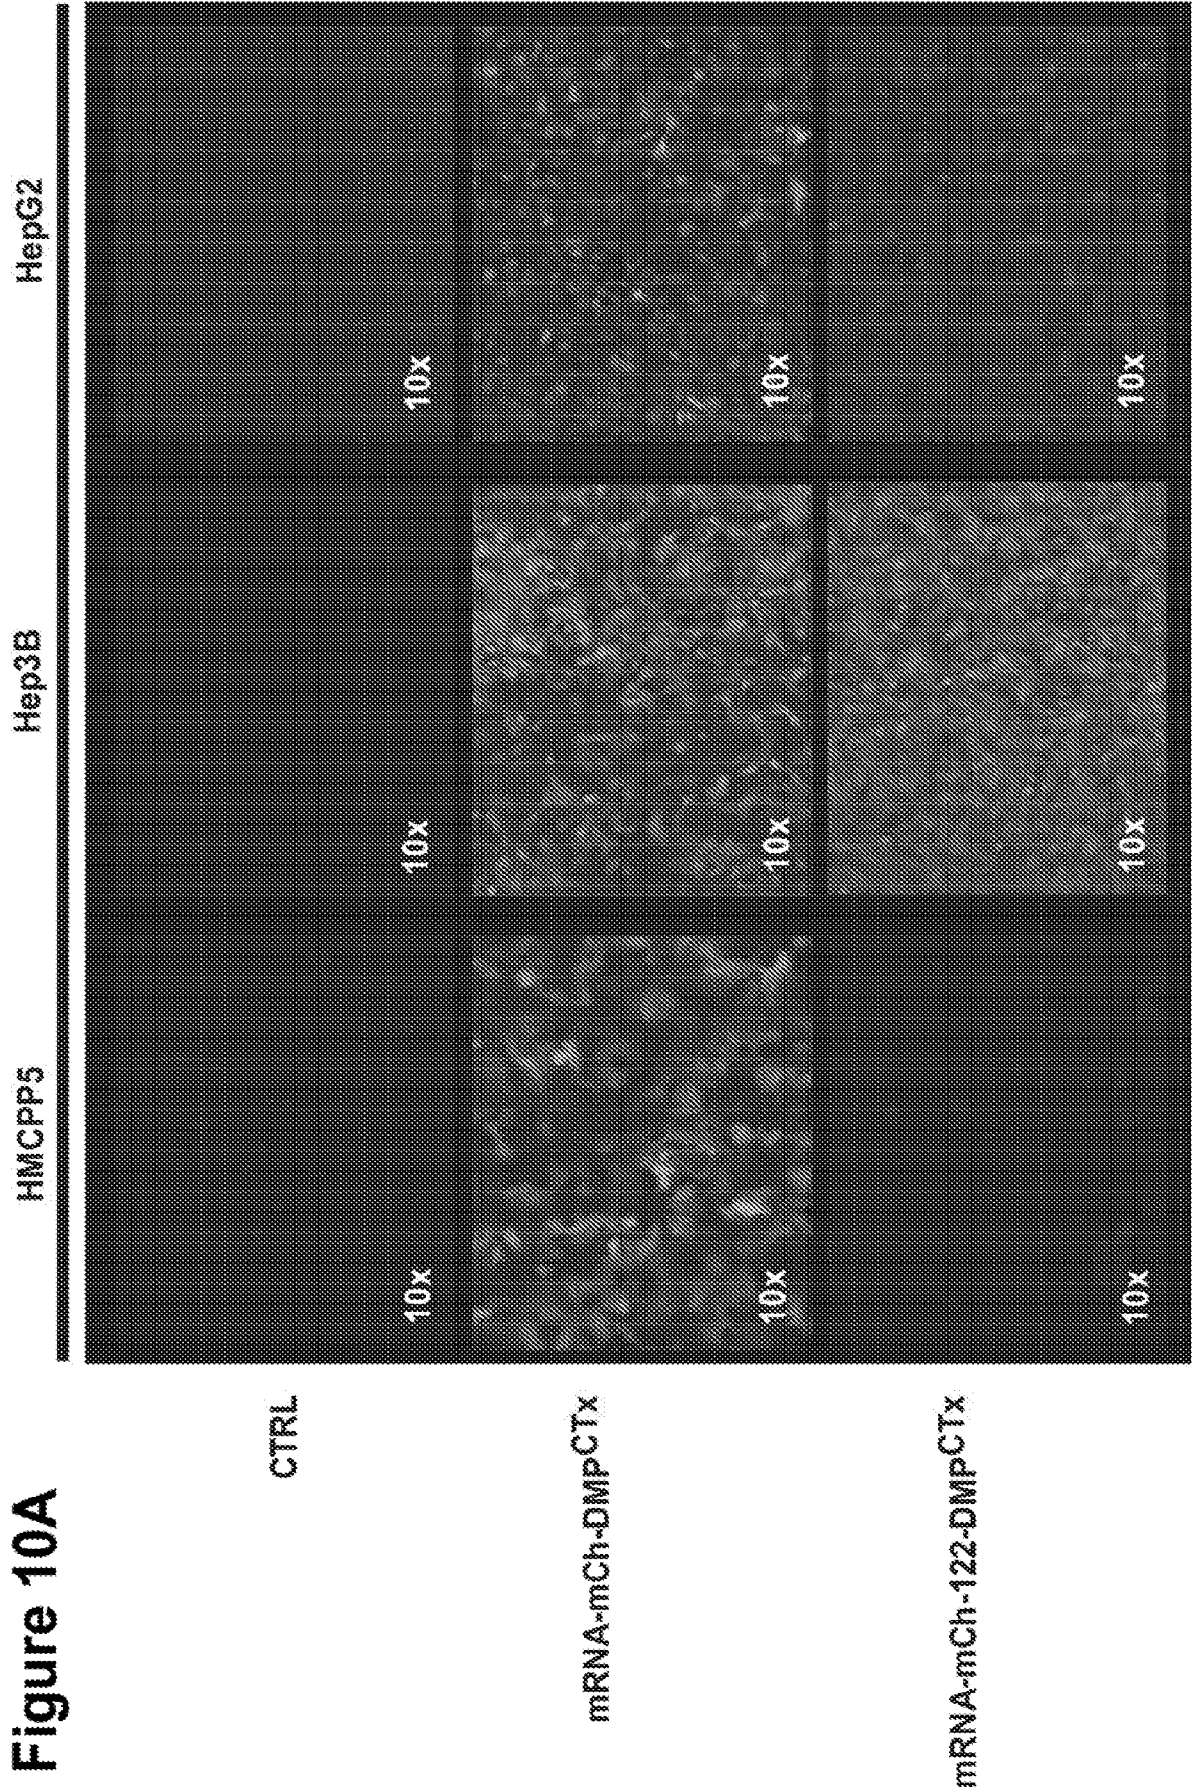 Figure 10A
HMCPP5 Hep3B HepG2
CTRL
10x 10x 10x
mRNA-mCh-DMPCTx
10x 10x 10x
mRNA-mCh-122-DMPCTx
10x 10x 10x